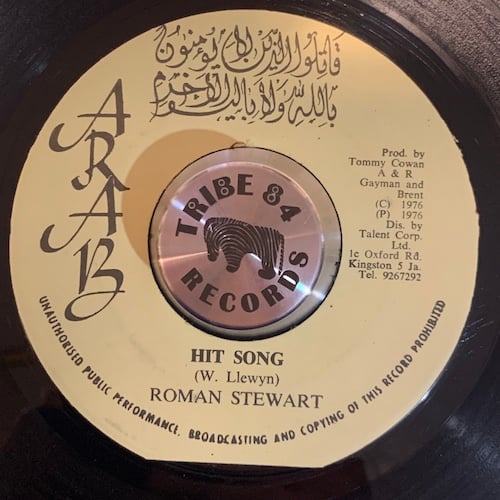 قاتلوا الذين لا يؤمنون
بالله ولا باليوم الآخر
ARAB
Prod. by
Tommy Cowan
A & R
Gayman and
Brent
(C) 1976
(P) 1976
Dis. by
Talent Corp.
Ltd.
1c Oxford Rd.
Kingston 5 Ja.
Tel. 9267292
TRIBE 84
RECORDS
HIT SONG
(W. Llewyn)
ROMAN STEWART
UNAUTHORISED PUBLIC PERFORMANCE, BROADCASTING AND COPYING OF THIS RECORD PROHIBITED